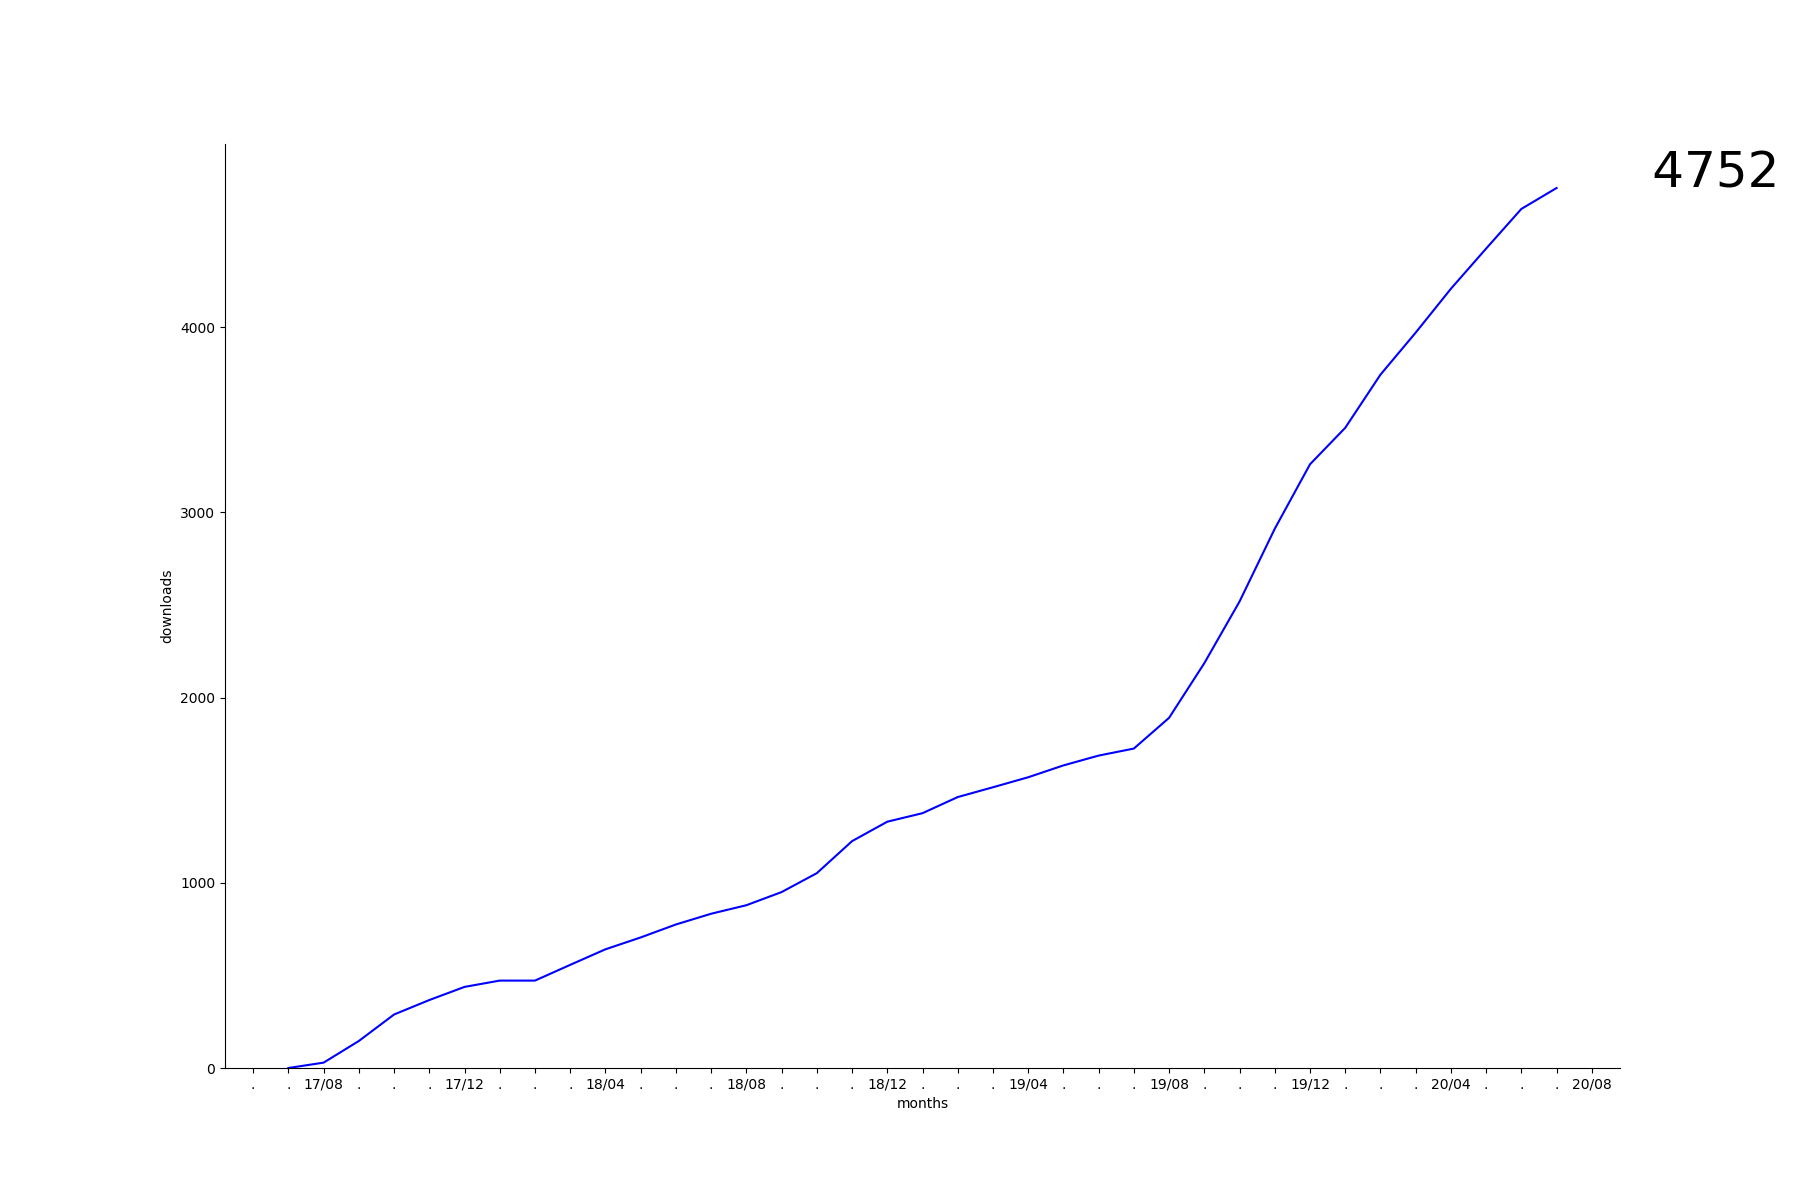 4752
4000
3000
downloads
2000
1000
0
. . 17/08 . . . 17/12 . . . 18/04 . . . 18/08 . . . 18/12 . . . 19/04 . . . 19/08 . . . 19/12 . . . 20/04 . . . 20/08
months